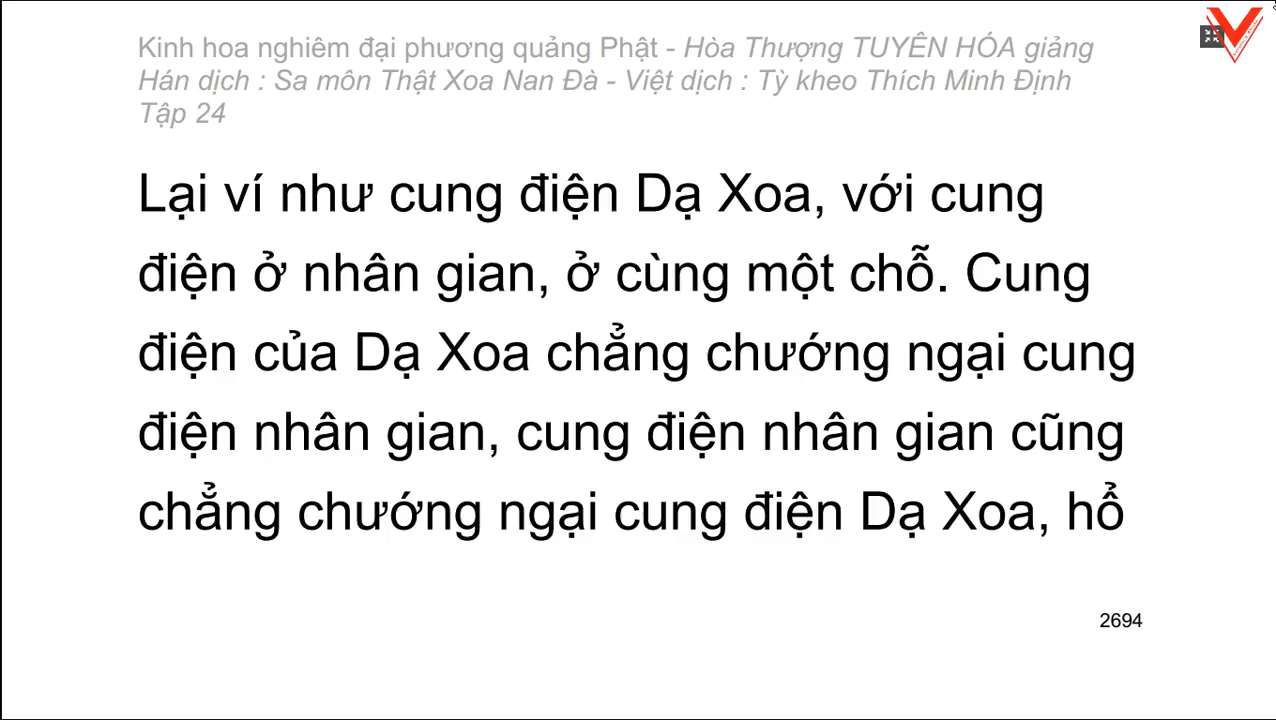 Kinh hoa nghiêm đại phương quảng Phật - Hòa Thượng TUYÊN HÓA giảng
Hán dịch : Sa môn Thật Xoa Nan Đà - Việt dịch : Tỳ kheo Thích Minh Định
Tập 24
Lại ví như cung điện Dạ Xoa, với cung
điện ở nhân gian, ở cùng một chỗ. Cung
điện của Dạ Xoa chẳng chướng ngại cung
điện nhân gian, cung điện nhân gian cũng
chẳng chướng ngại cung điện Dạ Xoa, hổ
2694